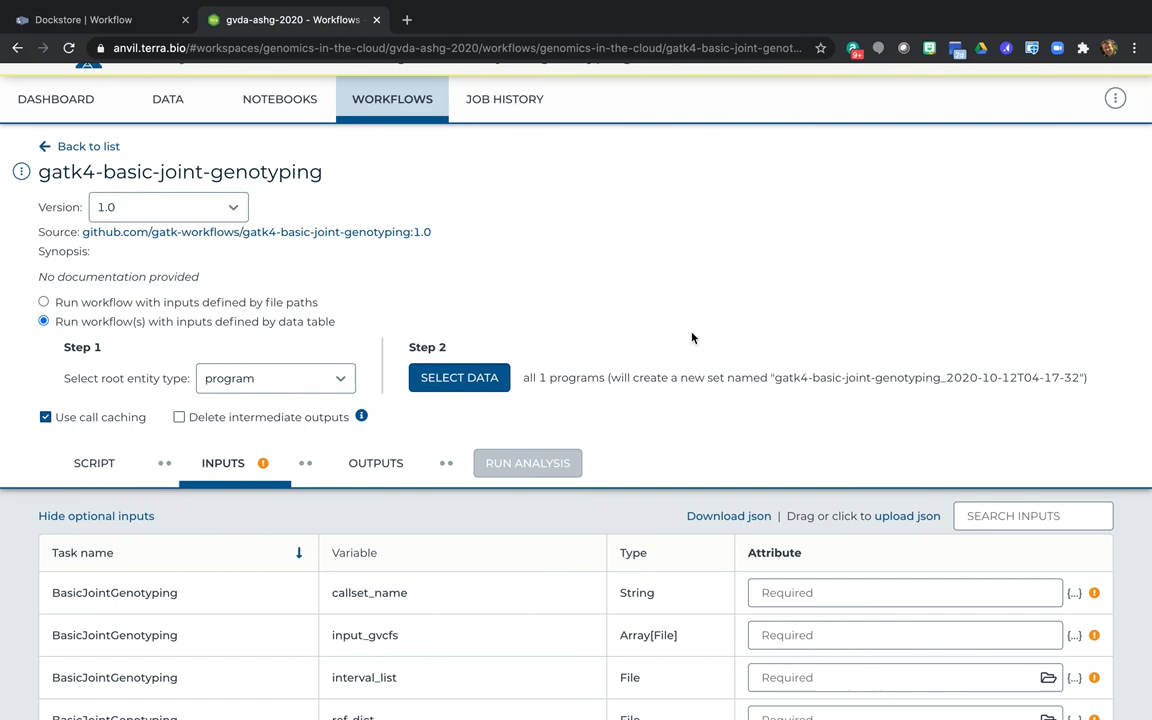 Dockstore | Workflow
gvda-ashg-2020 - Workflows
anvil.terra.bio/#workspaces/genomics-in-the-cloud/gvda-ashg-2020/workflows/genomics-in-the-cloud/gatk4-basic-joint-genot...
9+
2d
DASHBOARD DATA NOTEBOOKS WORKFLOWS JOB HISTORY
Back to list
gatk4-basic-joint-genotyping
Version: 1.0
Source: github.com/gatk-workflows/gatk4-basic-joint-genotyping:1.0
Synopsis:
No documentation provided
Run workflow with inputs defined by file paths
Run workflow(s) with inputs defined by data table
Step 1
Step 2
Select root entity type: program
SELECT DATA all 1 programs (will create a new set named "gatk4-basic-joint-genotyping_2020-10-12T04-17-32")
Use call caching Delete intermediate outputs
SCRIPT INPUTS OUTPUTS RUN ANALYSIS
Hide optional inputs Download json | Drag or click to upload json SEARCH INPUTS
Task name Variable Type Attribute
BasicJointGenotyping callset_name String Required {...}
BasicJointGenotyping input_gvcfs Array[File] Required {...}
BasicJointGenotyping interval_list File Required {...}
BasicJointGenotyping ref_dict File Required {...}